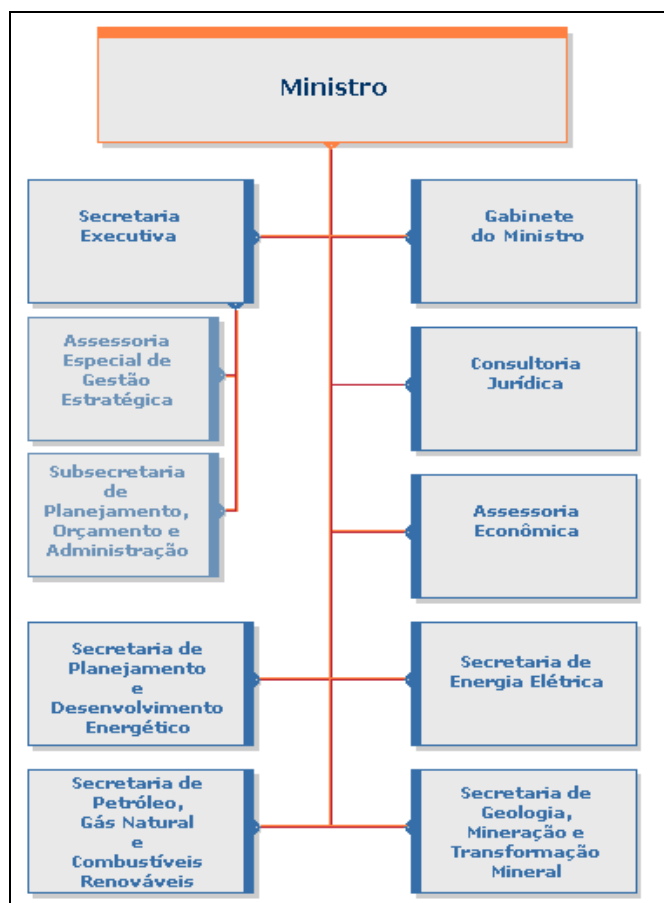 Ministro
Secretaria
Executiva
Gabinete
do Ministro
Assessoria
Especial de
Gestão
Estratégica
Consultoria
Jurídica
Subsecretaria
de
Planejamento,
Orçamento e
Administração
Assessoria
Econômica
Secretaria de
Planejamento
e
Desenvolvimento
Energético
Secretaria de
Energia Elétrica
Secretaria de
Petróleo,
Gás Natural
e
Combustíveis
Renováveis
Secretaria de
Geologia,
Mineração e
Transformação
Mineral